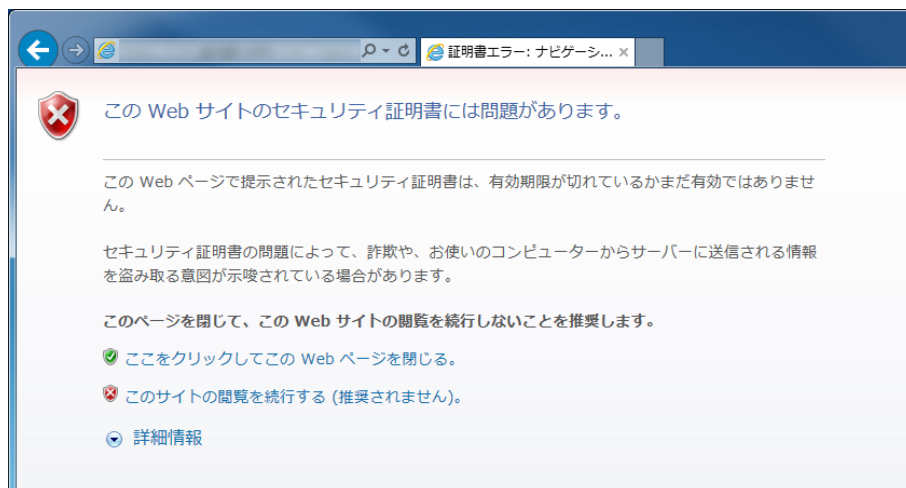 証明書エラー: ナビゲーシ...
この Web サイトのセキュリティ証明書には問題があります。
この Web ページで提示されたセキュリティ証明書は、有効期限が切れているかまだ有効ではありませ
ん。
セキュリティ証明書の問題によって、詐欺や、お使いのコンピューターからサーバーに送信される情報
を盗み取る意図が示唆されている場合があります。
このページを閉じて、この Web サイトの閲覧を続行しないことを推奨します。
ここをクリックしてこの Web ページを閉じる。
このサイトの閲覧を続行する (推奨されません)。
詳細情報